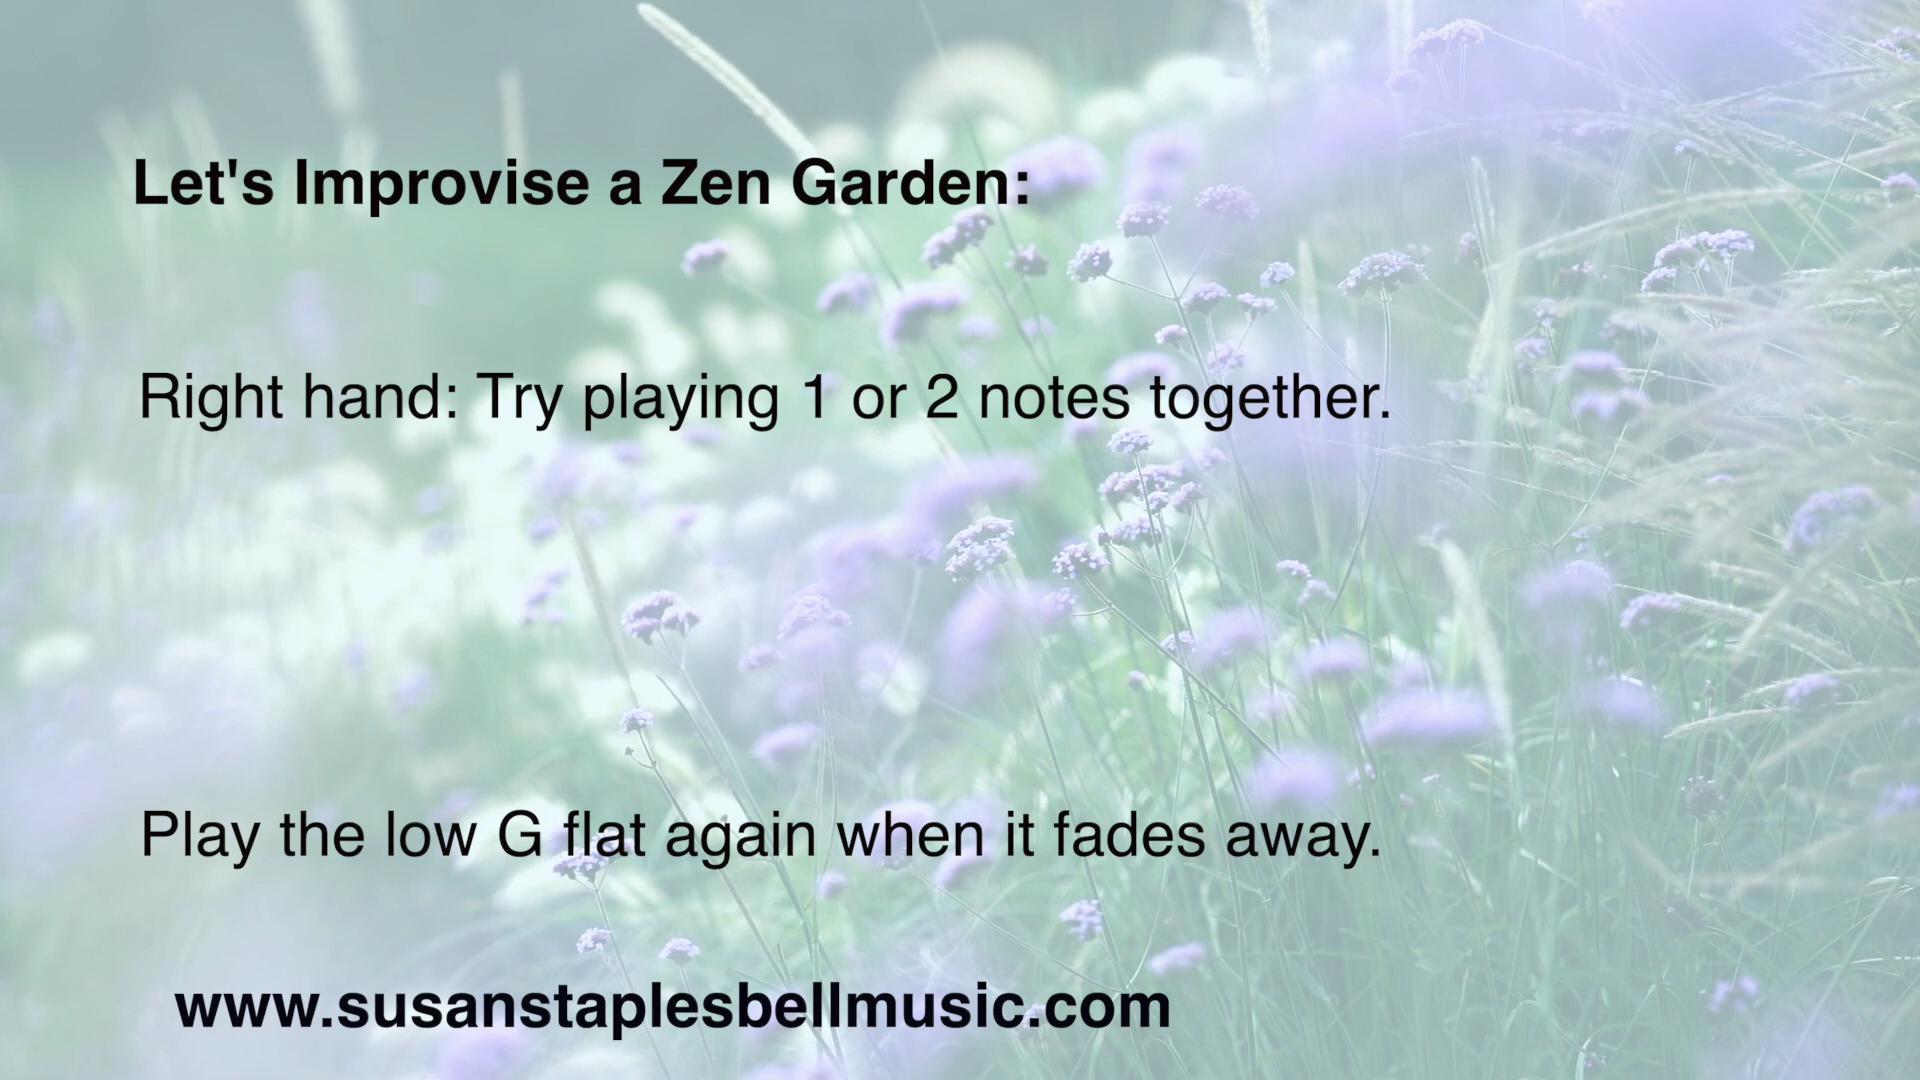 Let's Improvise a Zen Garden:
Right hand: Try playing 1 or 2 notes together.
Play the low G flat again when it fades away.
www.susanstaplesbellmusic.com